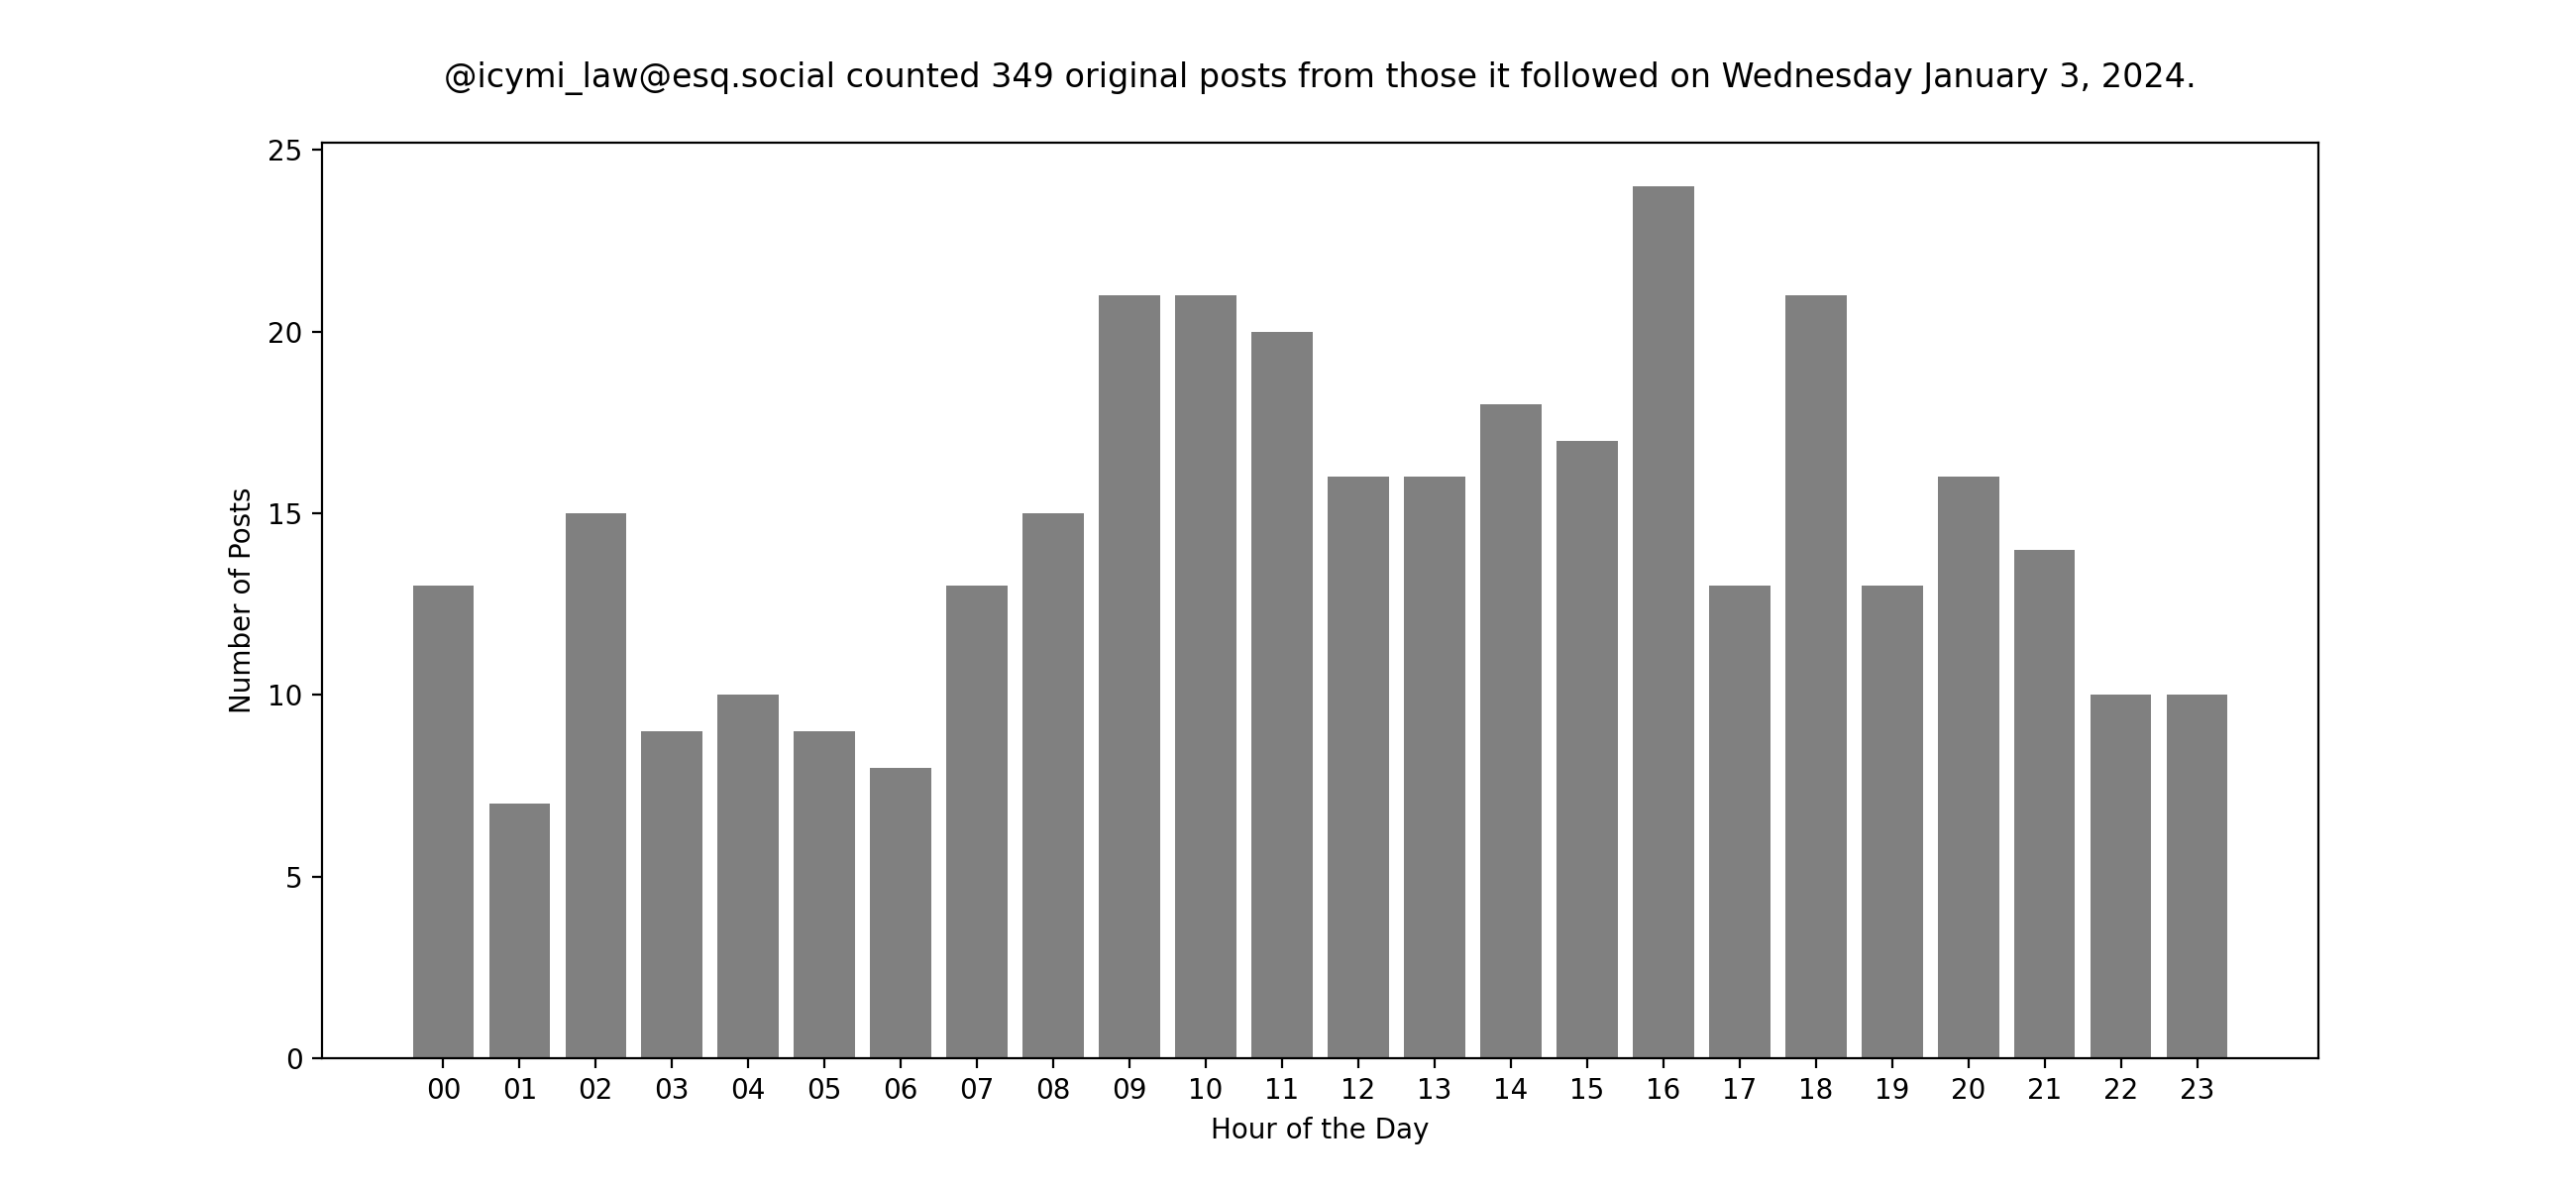 @icymi_law@esq.social counted 349 original posts from those it followed on Wednesday January 3, 2024.
25
20
15
10
5
0
Number of Posts
00 01 02 03 04 05 06 07 08 09 10 11 12 13 14 15 16 17 18 19 20 21 22 23
Hour of the Day